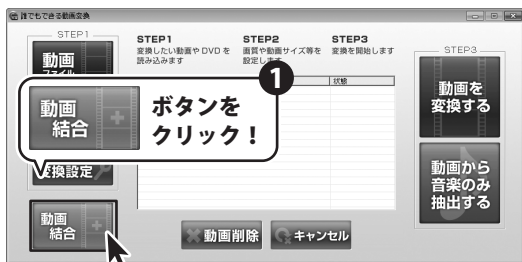 誰でもできる動画変換
STEP1
STEP1
変換したい動画や DVD を
読み込みます
STEP2
画質や動画サイズ等を
設定します
STEP3
変換を開始します
STEP3
動画
ファイル
1
状態
動画
結合
ボタンを
クリック！
変換設定
動画
結合
動画削除
キャンセル
動画を
変換する
動画から
音楽のみ
抽出する